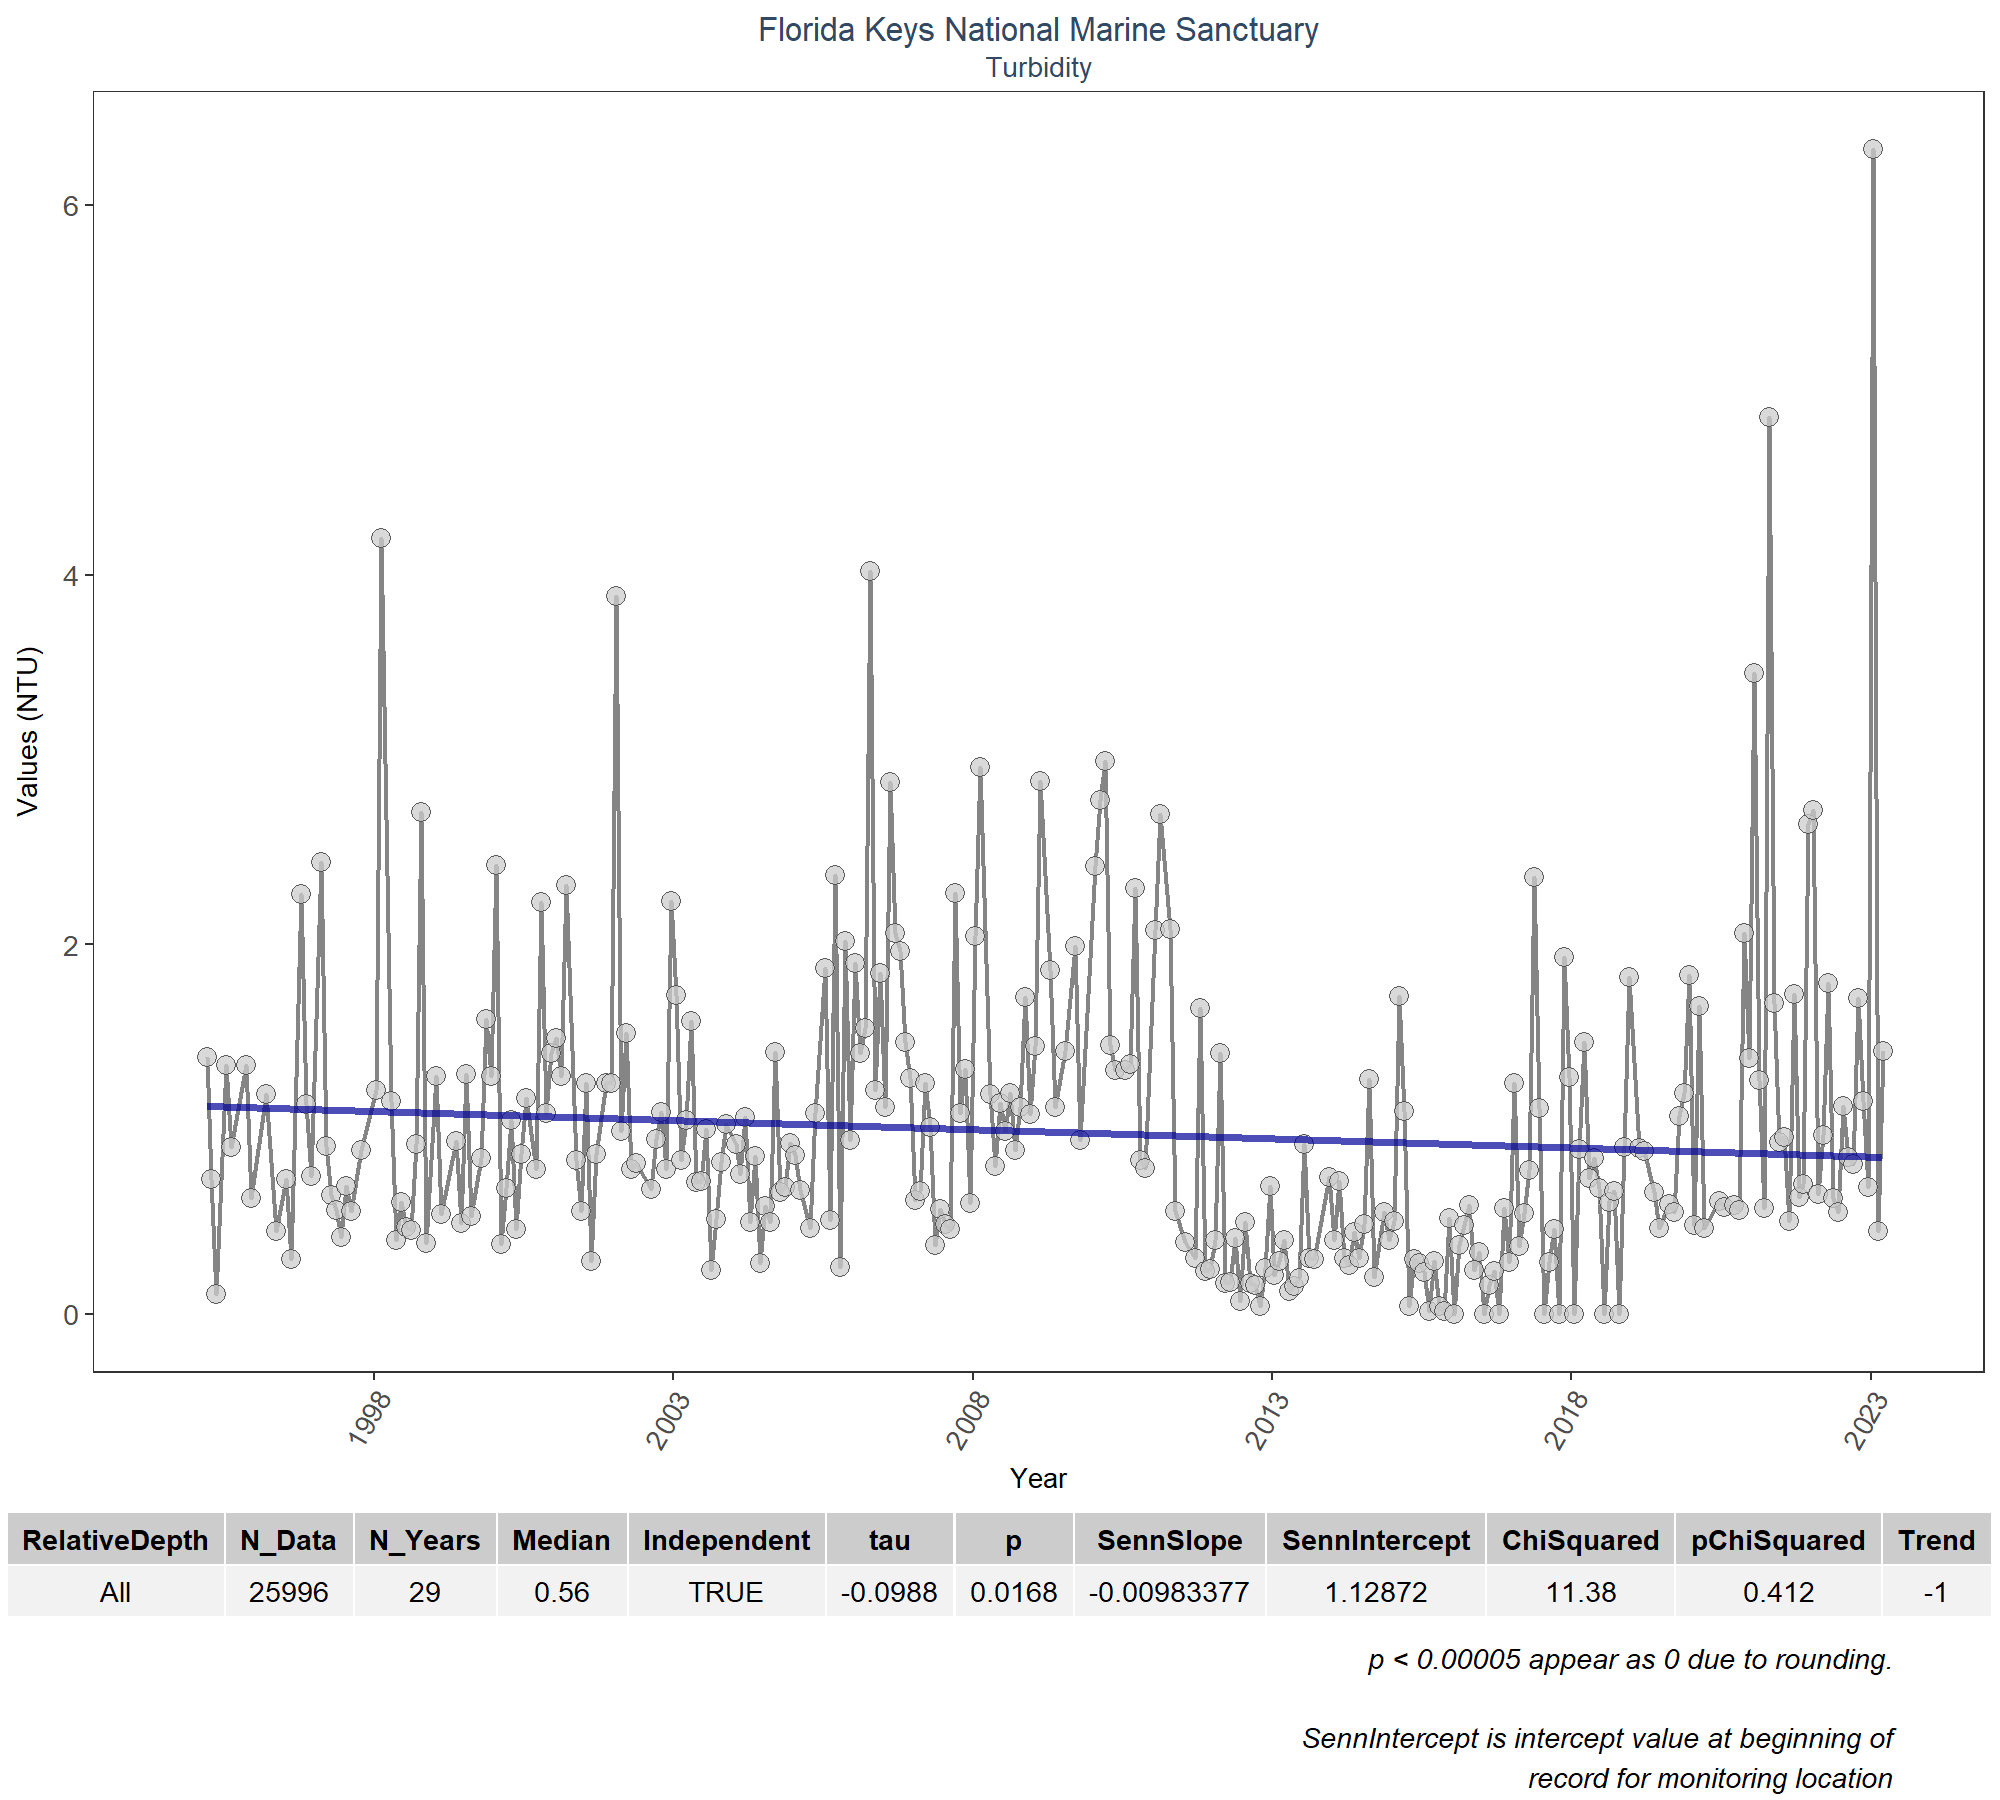 Florida Keys National Marine Sanctuary
Turbidity
Values (NTU)
6
4
2
0
1998 2003 2008 2013 2018 2023
Year
RelativeDepth N_Data N_Years Median Independent tau p SennSlope SennIntercept ChiSquared pChiSquared Trend
All 25996 29 0.56 TRUE -0.0988 0.0168 -0.00983377 1.12872 11.38 0.412 -1
p < 0.00005 appear as 0 due to rounding.
SennIntercept is intercept value at beginning of
record for monitoring location